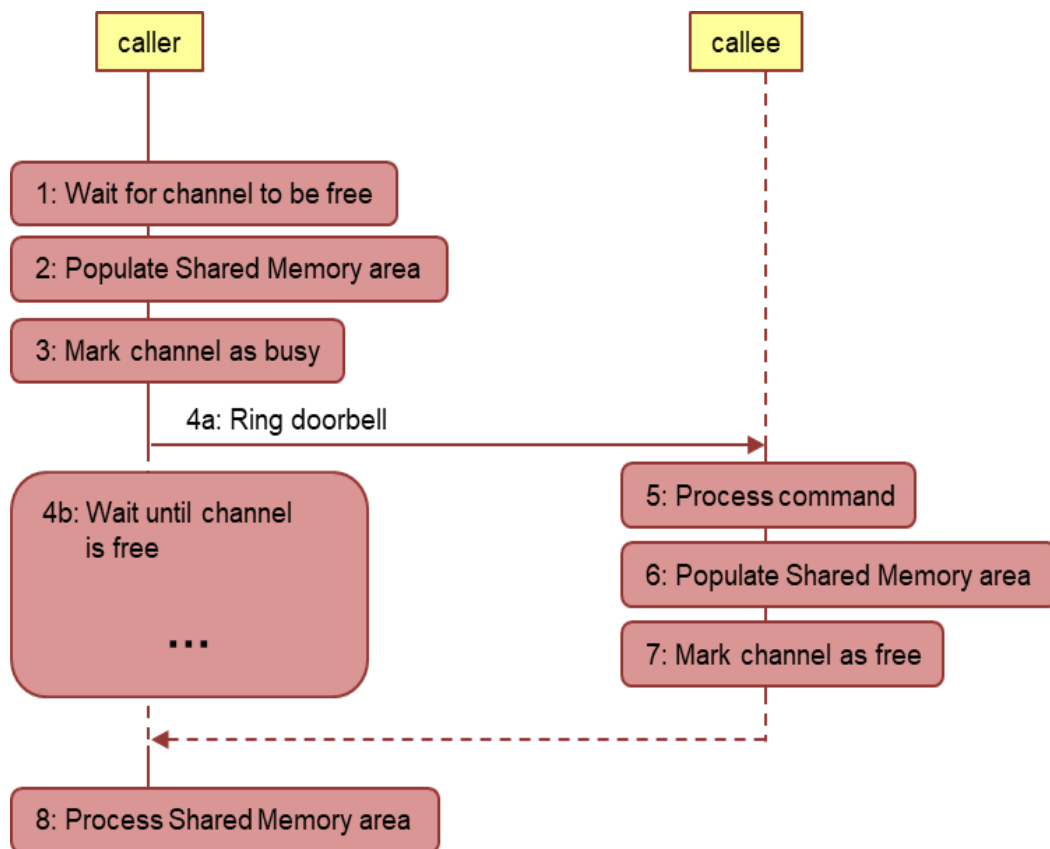 caller
callee
1: Wait for channel to be free
2: Populate Shared Memory area
3: Mark channel as busy
4a: Ring doorbell
4b: Wait until channel
is free
...
5: Process command
6: Populate Shared Memory area
7: Mark channel as free
8: Process Shared Memory area